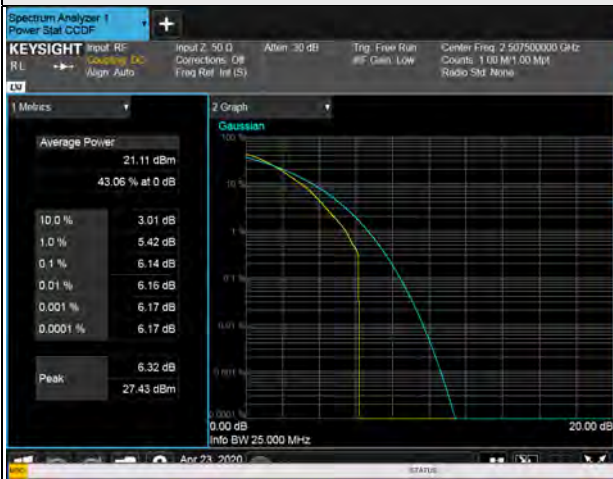 Spectrum Analyzer 1
Power Stat CCDF
+
KEYSIGHT
RL
Input: RF
Coupling: DC
Align: Auto
Input Z: 50 Ω
Corrections: Off
Freq Ref: Int (S)
Atten: 30 dB
Trig: Free Run
#IF Gain: Low
Center Freq: 2.507500000 GHz
Counts: 1.00 M/1.00 Mpt
Radio Std: None
1 Metrics
Average Power
21.11 dBm
43.06 % at 0 dB
10.0 % 3.01 dB
1.0 % 5.42 dB
0.1 % 6.14 dB
0.01 % 6.16 dB
0.001 % 6.17 dB
0.0001 % 6.17 dB
Peak
6.32 dB
27.43 dBm
2 Graph
Gaussian
100 %
10 %
1 %
0.1 %
0.01 %
0.001 %
0.0001 %
0.00 dB
20.00 dB
Info BW 25.000 MHz
Apr 23, 2020
STATUS